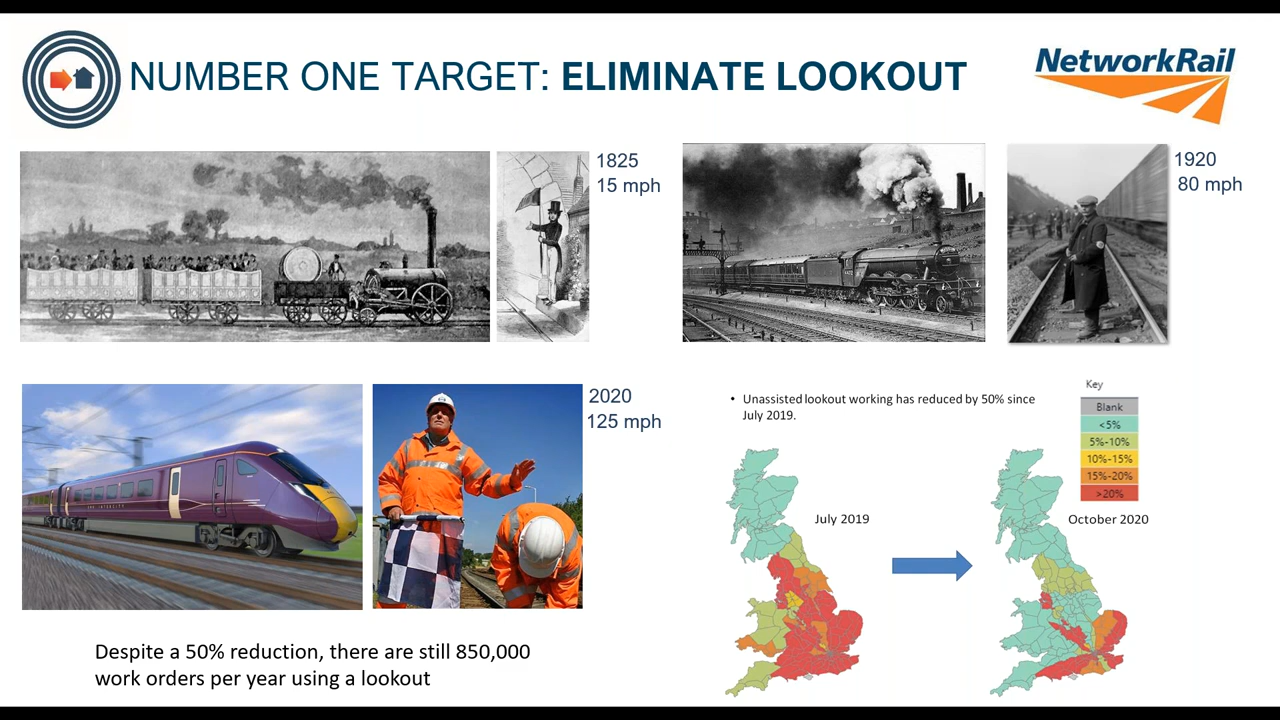 NUMBER ONE TARGET: ELIMINATE LOOKOUT
NetworkRail
1825
15 mph
1920
80 mph
2020
125 mph
• Unassisted lookout working has reduced by 50% since
July 2019.
Key
Blank
<5%
5%-10%
10%-15%
15%-20%
>20%
July 2019
October 2020
Despite a 50% reduction, there are still 850,000
work orders per year using a lookout